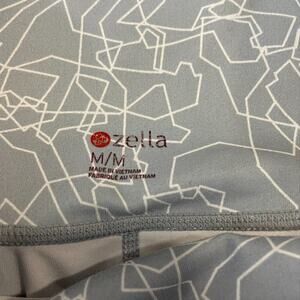 zella
M/M
MADE IN VIETNAM
FABRIQUÉ AU VIETNAM